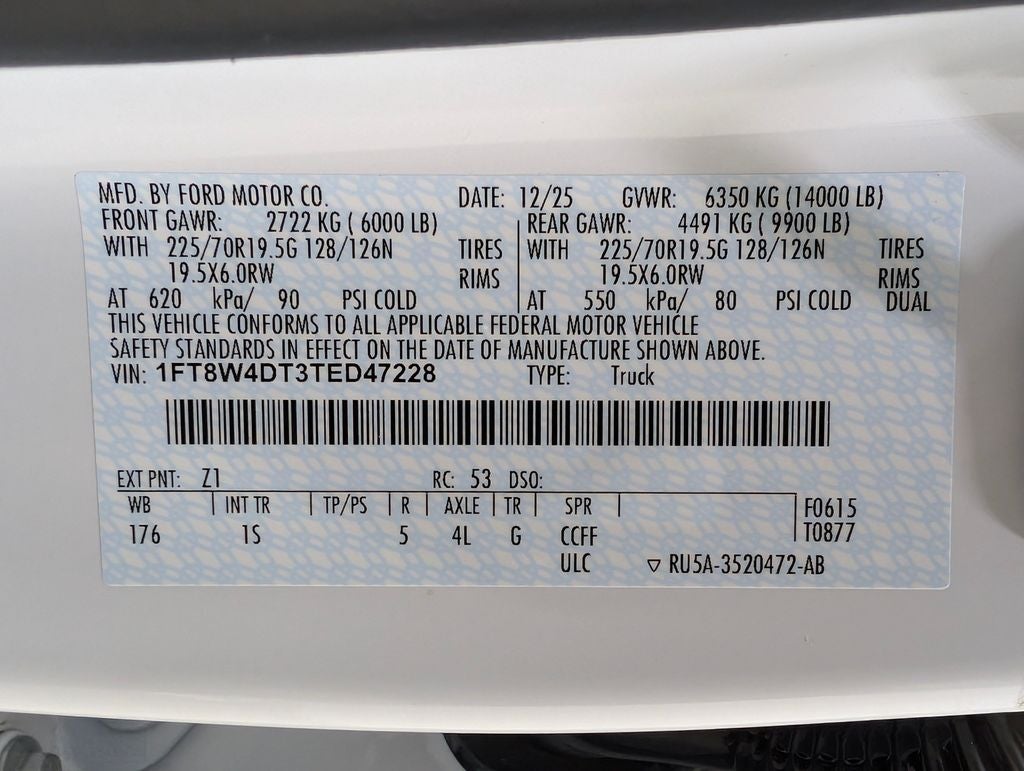 MFD. BY FORD MOTOR CO. DATE: 12/25 GVWR: 6350 KG (14000 LB)
FRONT GAWR: 2722 KG ( 6000 LB) REAR GAWR: 4491 KG ( 9900 LB)
WITH 225/70R19.5G 128/126N TIRES WITH 225/70R19.5G 128/126N TIRES
19.5X6.0RW RIMS 19.5X6.0RW RIMS
AT 620 kPa/ 90 PSI COLD AT 550 kPa/ 80 PSI COLD DUAL
THIS VEHICLE CONFORMS TO ALL APPLICABLE FEDERAL MOTOR VEHICLE
SAFETY STANDARDS IN EFFECT ON THE DATE OF MANUFACTURE SHOWN ABOVE.
VIN: 1FT8W4DT3TED47228 TYPE: Truck
EXT PNT: Z1 RC: 53 DSO:
WB INT TR TP/PS R AXLE TR SPR F0615
176 1S 5 4L G CCFF T0877
ULC ▽ RU5A-3520472-AB